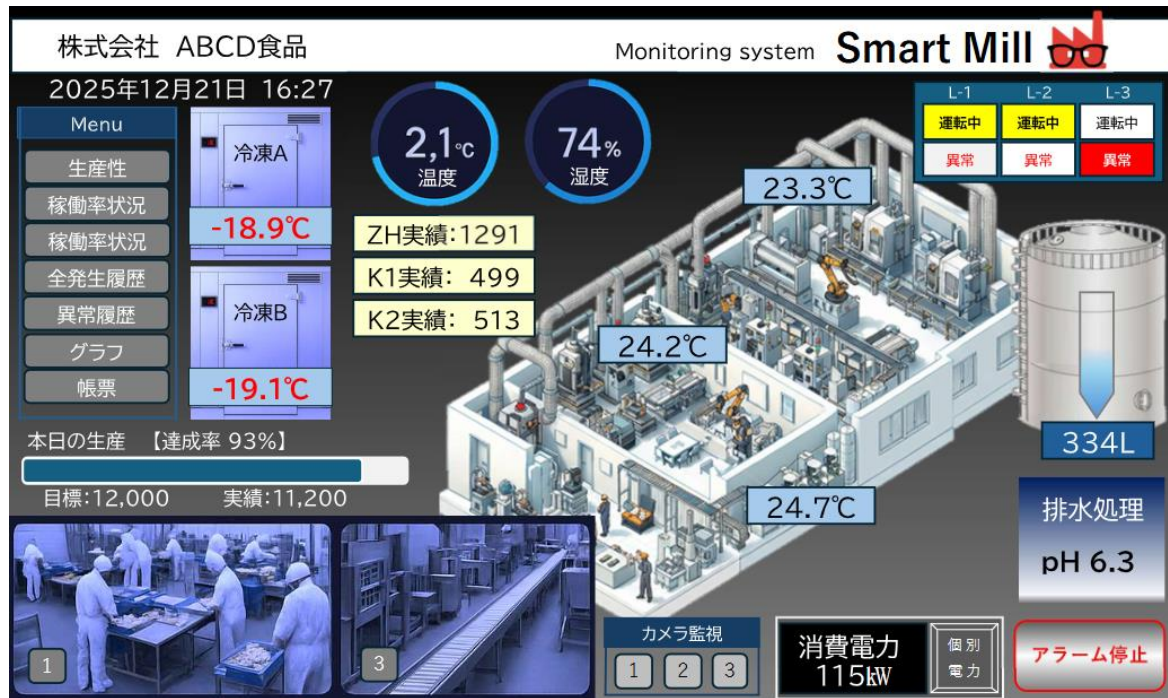 株式会社 ABCD食品
Monitoring system Smart Mill
2025年12月21日 16:27
Menu
生産性
稼働率状況
稼働率状況
全発生履歴
異常履歴
グラフ
帳票
冷凍A
-18.9℃
冷凍B
-19.1℃
2,1℃
温度
74%
湿度
ZH実績:1291
K1実績: 499
K2実績: 513
L-1 L-2 L-3
運転中 運転中 運転中
異常 異常 異常
23.3℃
24.2℃
24.7℃
334L
排水処理
pH 6.3
本日の生産 【達成率 93%】
目標:12,000 実績:11,200
1
3
カメラ監視
1 2 3
消費電力
115kW
個別
電力
アラーム停止